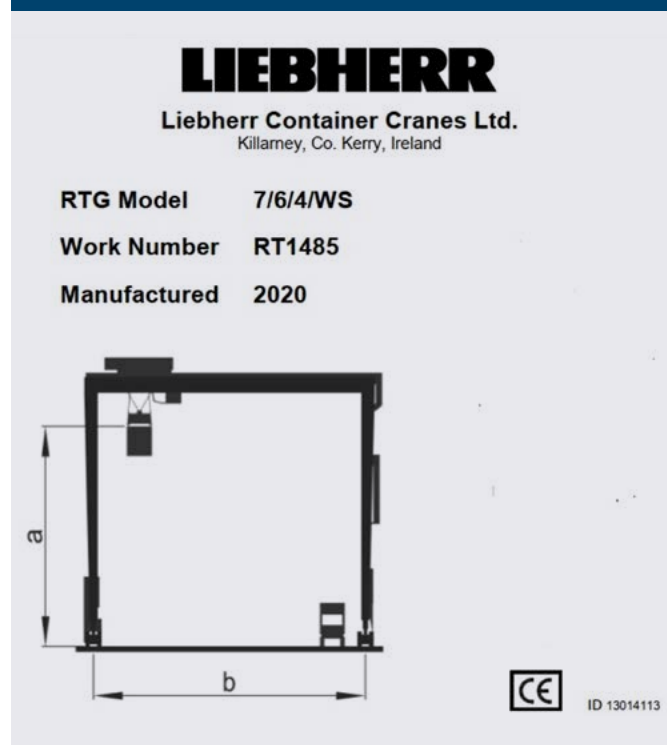 LIEBHERR
Liebherr Container Cranes Ltd.
Killarney, Co. Kerry, Ireland
RTG Model 7/6/4/WS
Work Number RT1485
Manufactured 2020
a
b
CE ID 13014113